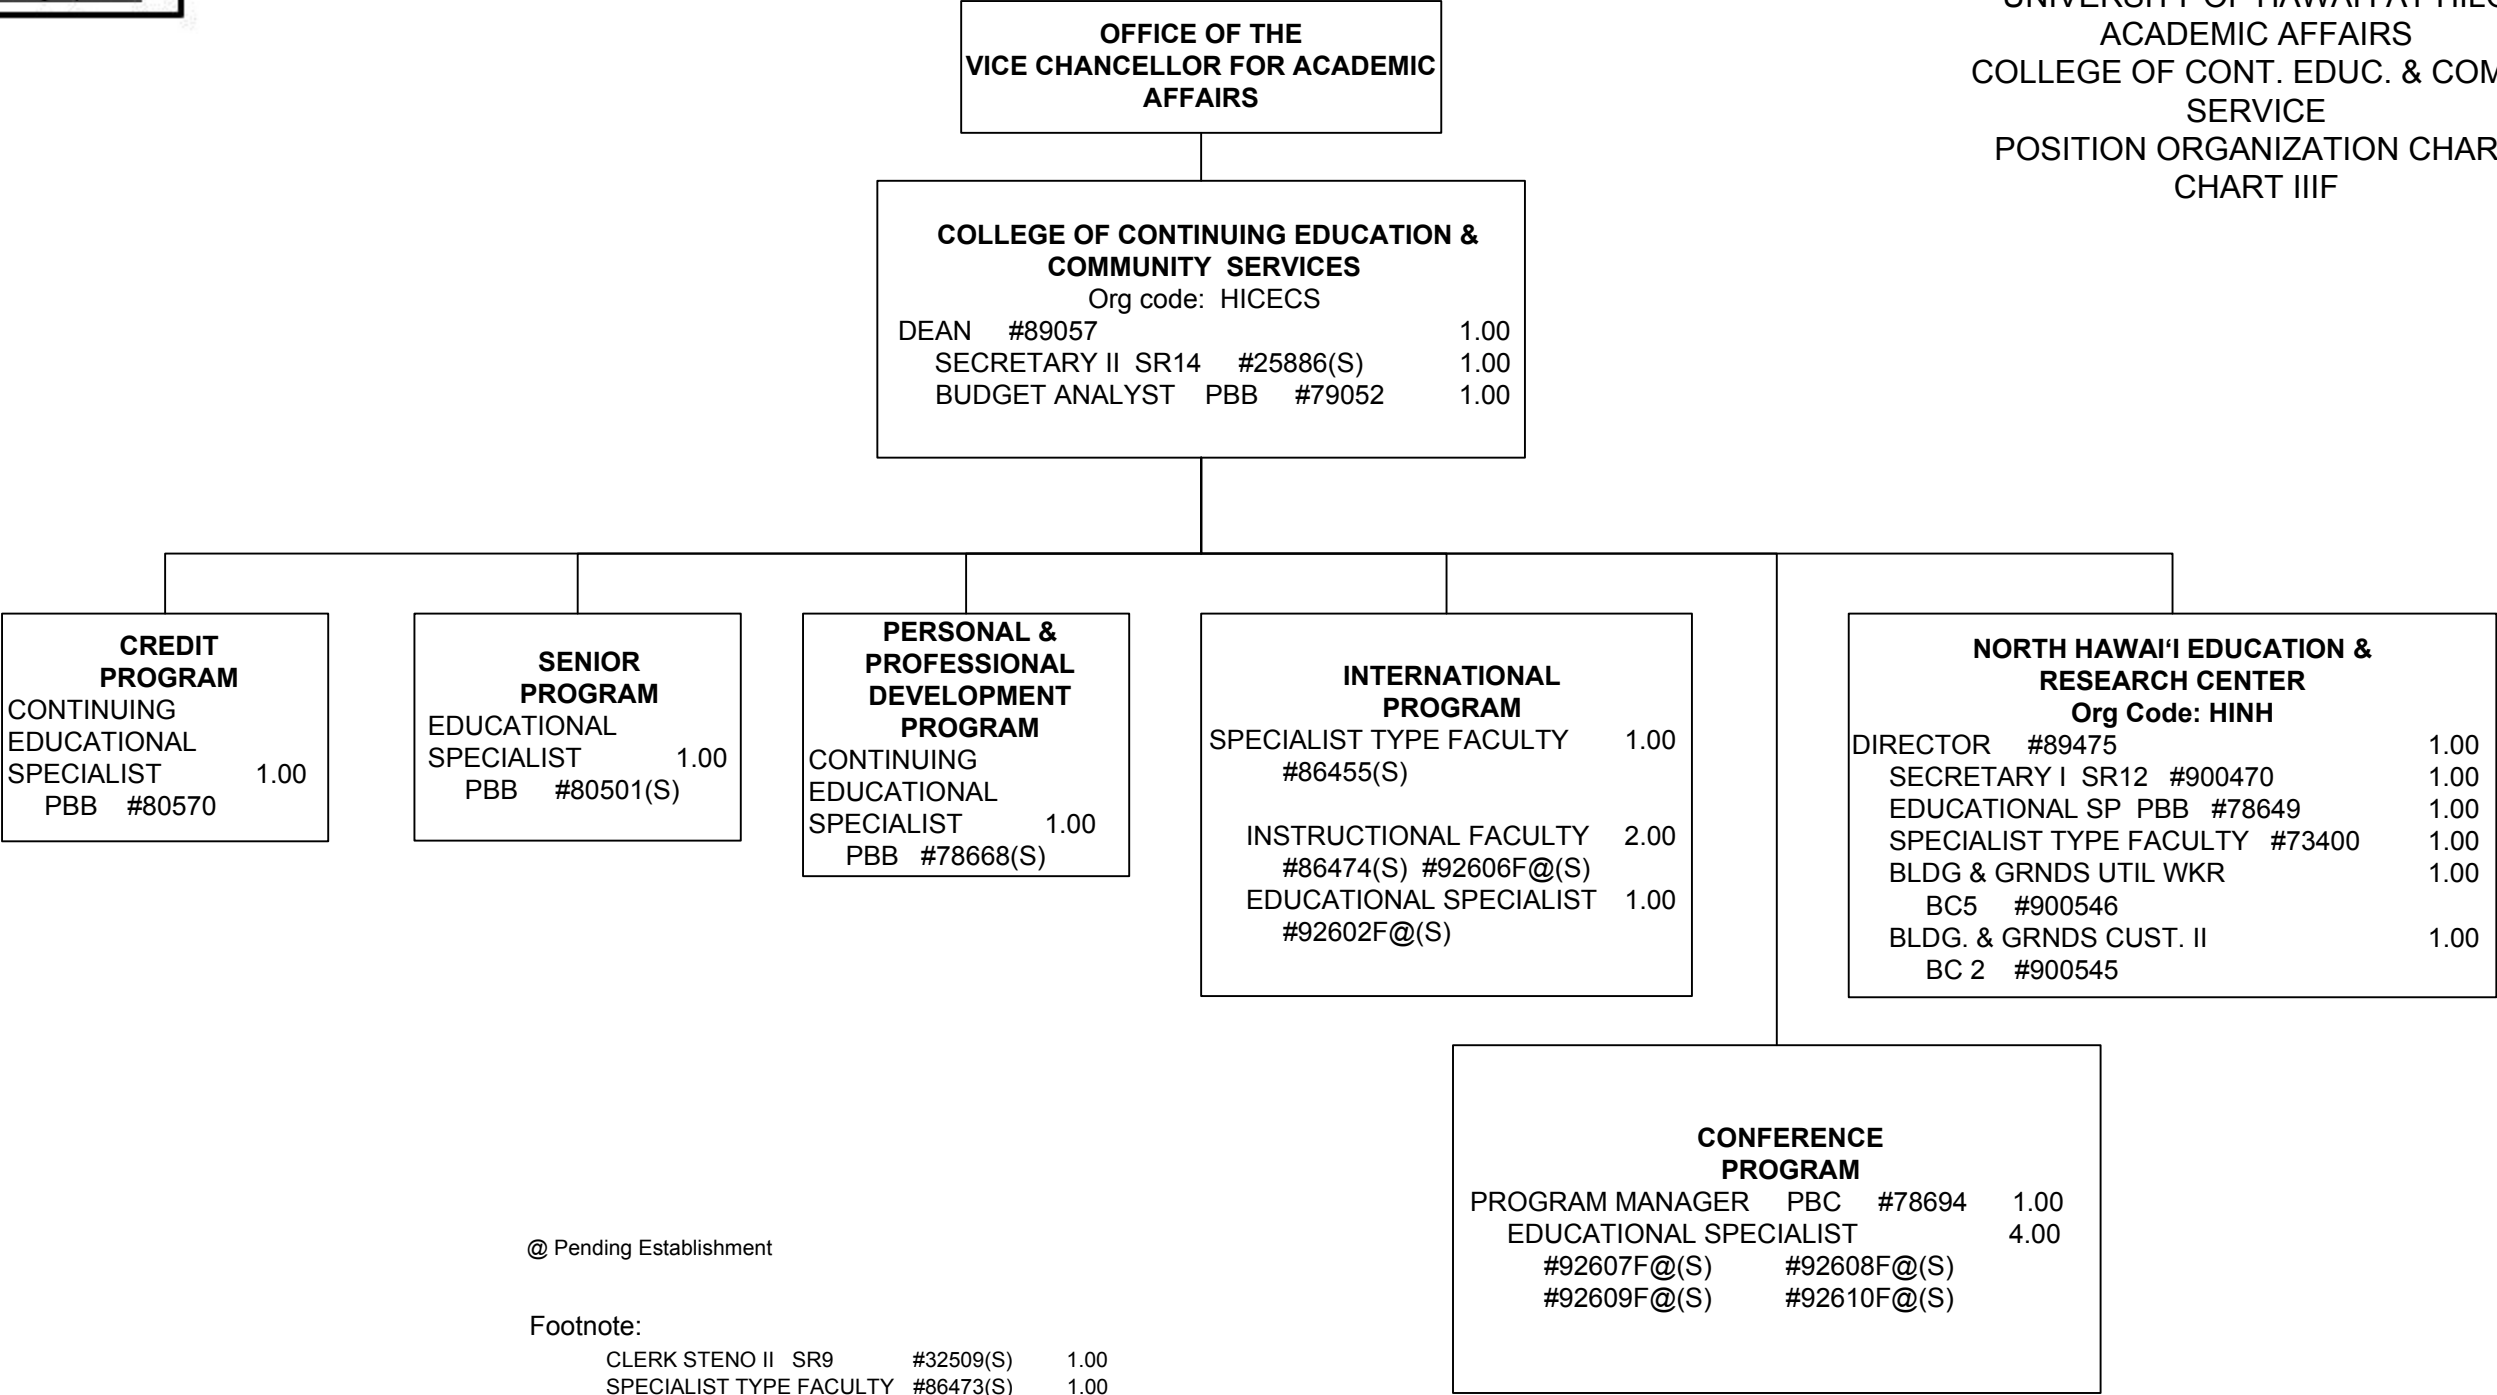 ACADEMIC AFFAIRS
COLLEGE OF CONT. EDUC. &
SERVICE
POSITION ORGANIZATION
CHART IIIF
OFFICE OF THE
VICE CHANCELLOR FOR ACADEMIC
AFFAIRS
COLLEGE OF CONTINUING EDUCATION &
COMMUNITY SERVICES
Org code: HICECS
DEAN #89057 1.00
SECRETARY II SR14 #25886(S) 1.00
BUDGET ANALYST PBB #79052 1.00
CREDIT
PROGRAM
CONTINUING
EDUCATIONAL
SPECIALIST 1.00
PBB #80570
SENIOR
PROGRAM
EDUCATIONAL
SPECIALIST 1.00
PBB #80501(S)
PERSONAL &
PROFESSIONAL
DEVELOPMENT
PROGRAM
CONTINUING
EDUCATIONAL
SPECIALIST 1.00
PBB #78668(S)
INTERNATIONAL
PROGRAM
SPECIALIST TYPE FACULTY 1.00
#86455(S)
INSTRUCTIONAL FACULTY 2.00
#86474(S) #92606F@(S)
EDUCATIONAL SPECIALIST 1.00
#92602F@(S)
NORTH HAWAI‘I EDUCATION &
RESEARCH CENTER
Org Code: HINH
DIRECTOR #89475 1.00
SECRETARY I SR12 #900470 1.00
EDUCATIONAL SP PBB #78649 1.00
SPECIALIST TYPE FACULTY #73400 1.00
BLDG & GRNDS UTIL WKR 1.00
BC5 #900546
BLDG. & GRNDS CUST. II 1.00
BC 2 #900545
CONFERENCE
PROGRAM
PROGRAM MANAGER PBC #78694 1.00
EDUCATIONAL SPECIALIST 4.00
#92607F@(S) #92608F@(S)
#92609F@(S) #92610F@(S)
@ Pending Establishment
Footnote:
CLERK STENO II SR9 #32509(S) 1.00
SPECIALIST TYPE FACULTY #86473(S) 1.00